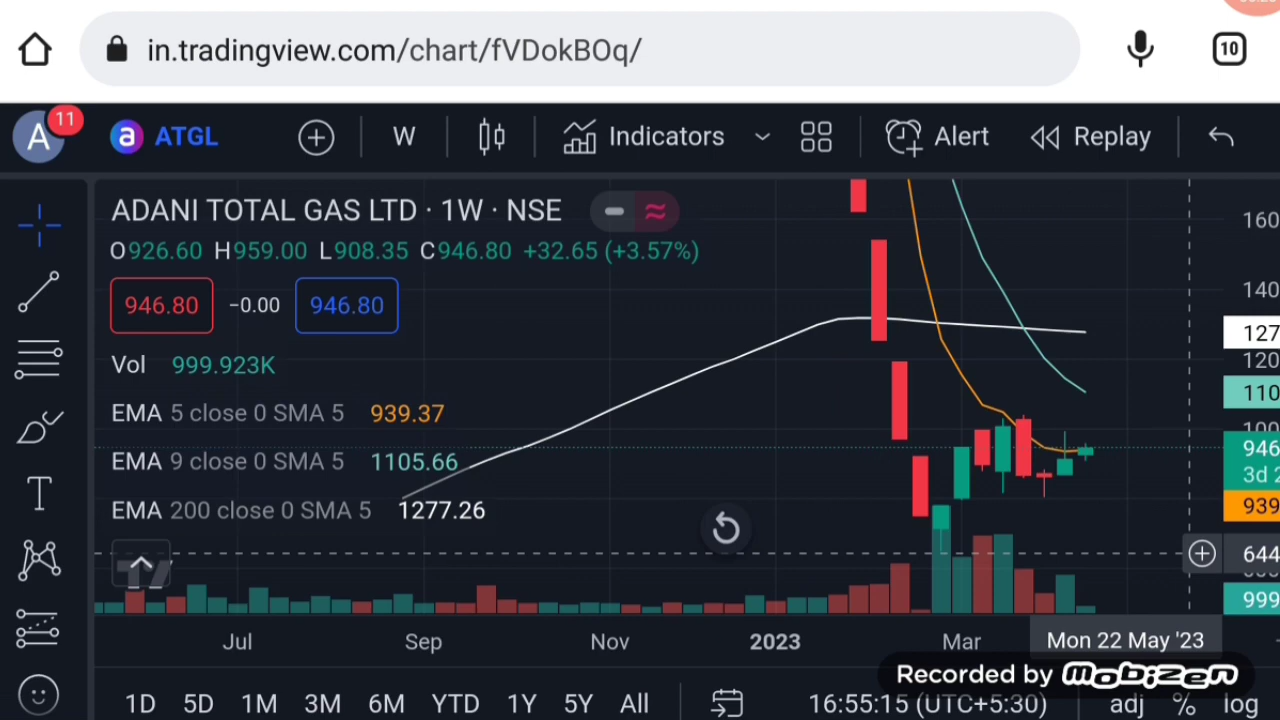 in.tradingview.com/chart/fVDokBOq/
10
A 11 a ATGL W Indicators Alert Replay
ADANI TOTAL GAS LTD · 1W · NSE
O926.60 H959.00 L908.35 C946.80 +32.65 (+3.57%)
946.80 −0.00 946.80
Vol 999.923K
EMA 5 close 0 SMA 5 939.37
EMA 9 close 0 SMA 5 1105.66
EMA 200 close 0 SMA 5 1277.26
160
140
127
120
110
100
946
3d 2
939
644
999
T
Jul Sep Nov 2023 Mar Mon 22 May '23
Recorded by Mobizen
1D 5D 1M 3M 6M YTD 1Y 5Y All 16:55:15 (UTC+5:30) adj % log